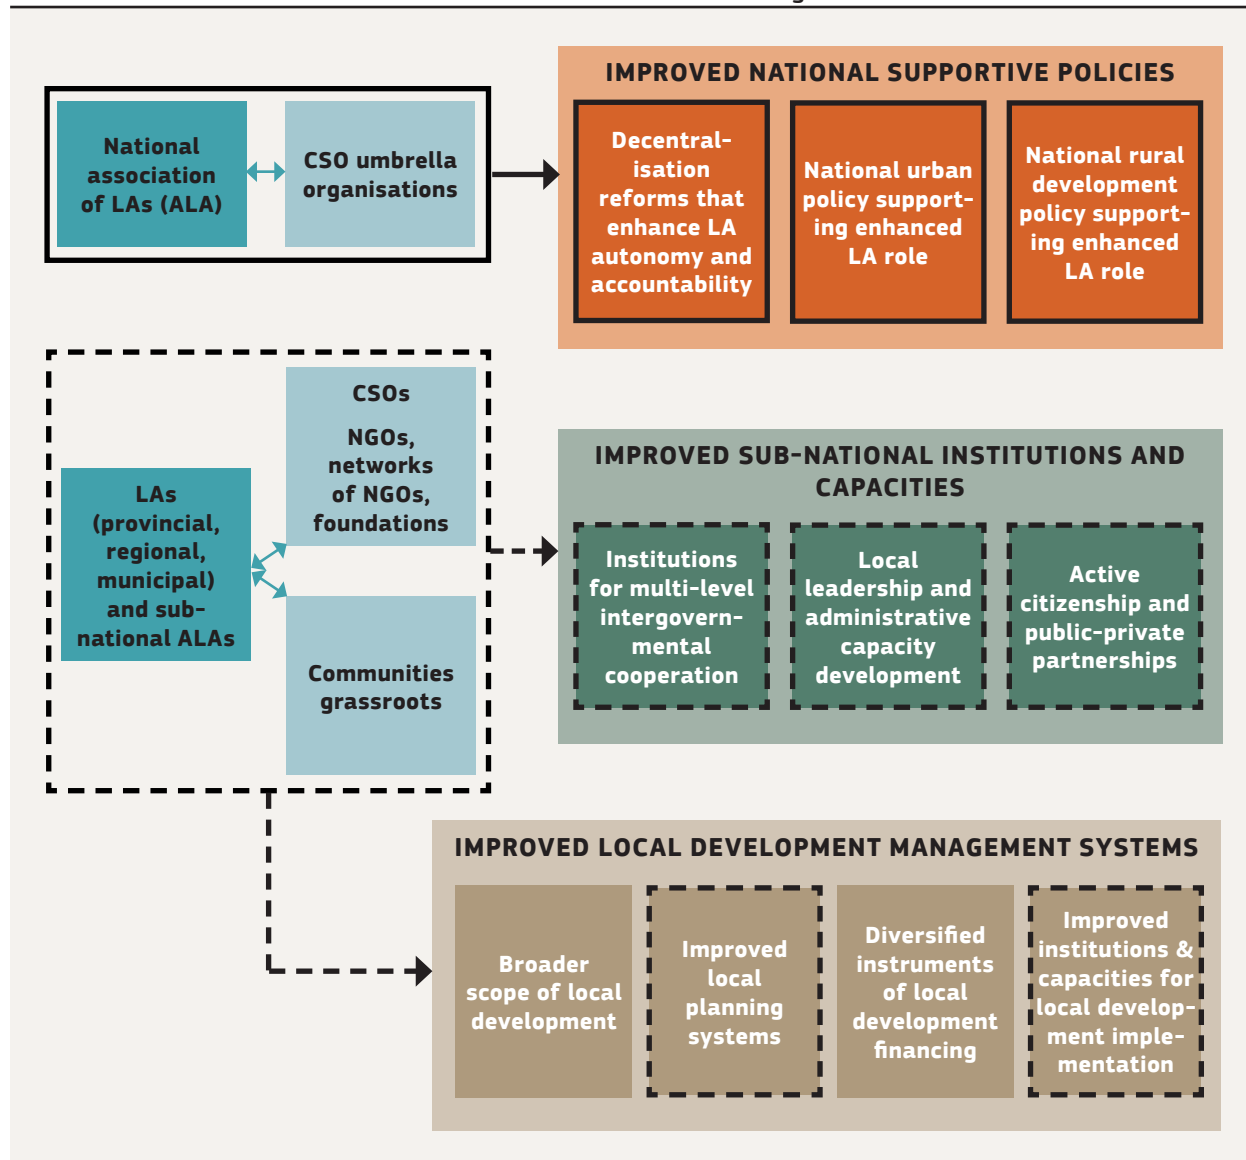 National
association
of LAs (ALA)
CSO umbrella
organisations
IMPROVED NATIONAL SUPPORTIVE POLICIES
Decentral-
isation
reforms that
enhance LA
autonomy and
accountability
National urban
policy support-
ing enhanced
LA role
National rural
development
policy support-
ing enhanced
LA role
LAs
(provincial,
regional,
municipal)
and sub-
national ALAs
CSOs
NGOs,
networks
of NGOs,
foundations
Communities
grassroots
IMPROVED SUB-NATIONAL INSTITUTIONS AND
CAPACITIES
Institutions
for multi-level
intergovern-
mental
cooperation
Local
leadership and
administrative
capacity
development
Active
citizenship and
public-private
partnerships
IMPROVED LOCAL DEVELOPMENT MANAGEMENT SYSTEMS
Broader
scope of local
development
Improved
local
planning
systems
Diversified
instruments
of local
development
financing
Improved
institutions &
capacities for
local develop-
ment imple-
mentation